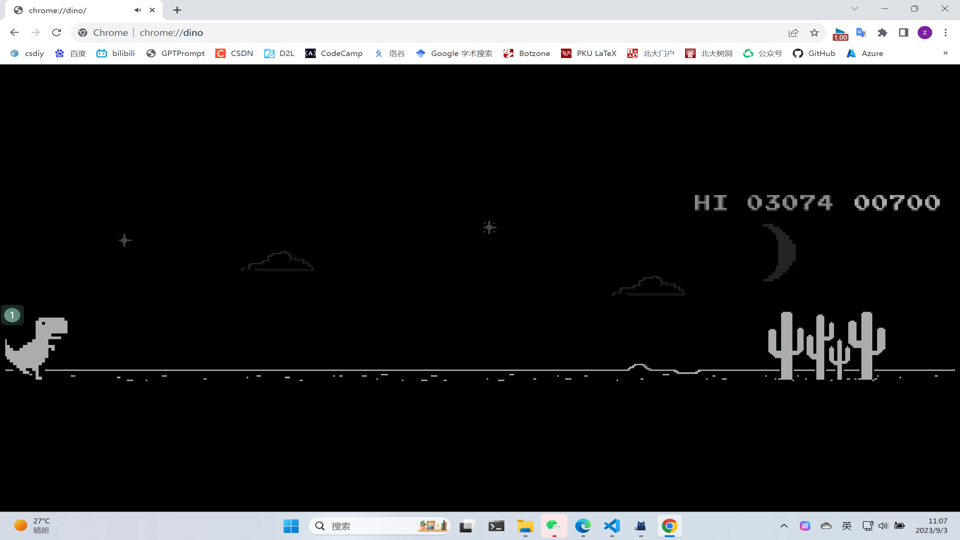 chrome://dino/
Chrome | chrome://dino
1.00
z
csdiy 百度 bilibili GPTPrompt CSDN D2L CodeCamp 洛谷 Google 学术搜索 Botzone PKU LaTeX 北大门户 北大树洞 公众号 GitHub Azure »
HI 03074 00700
1
27°C
晴朗
搜索
英
11:07
2023/9/3